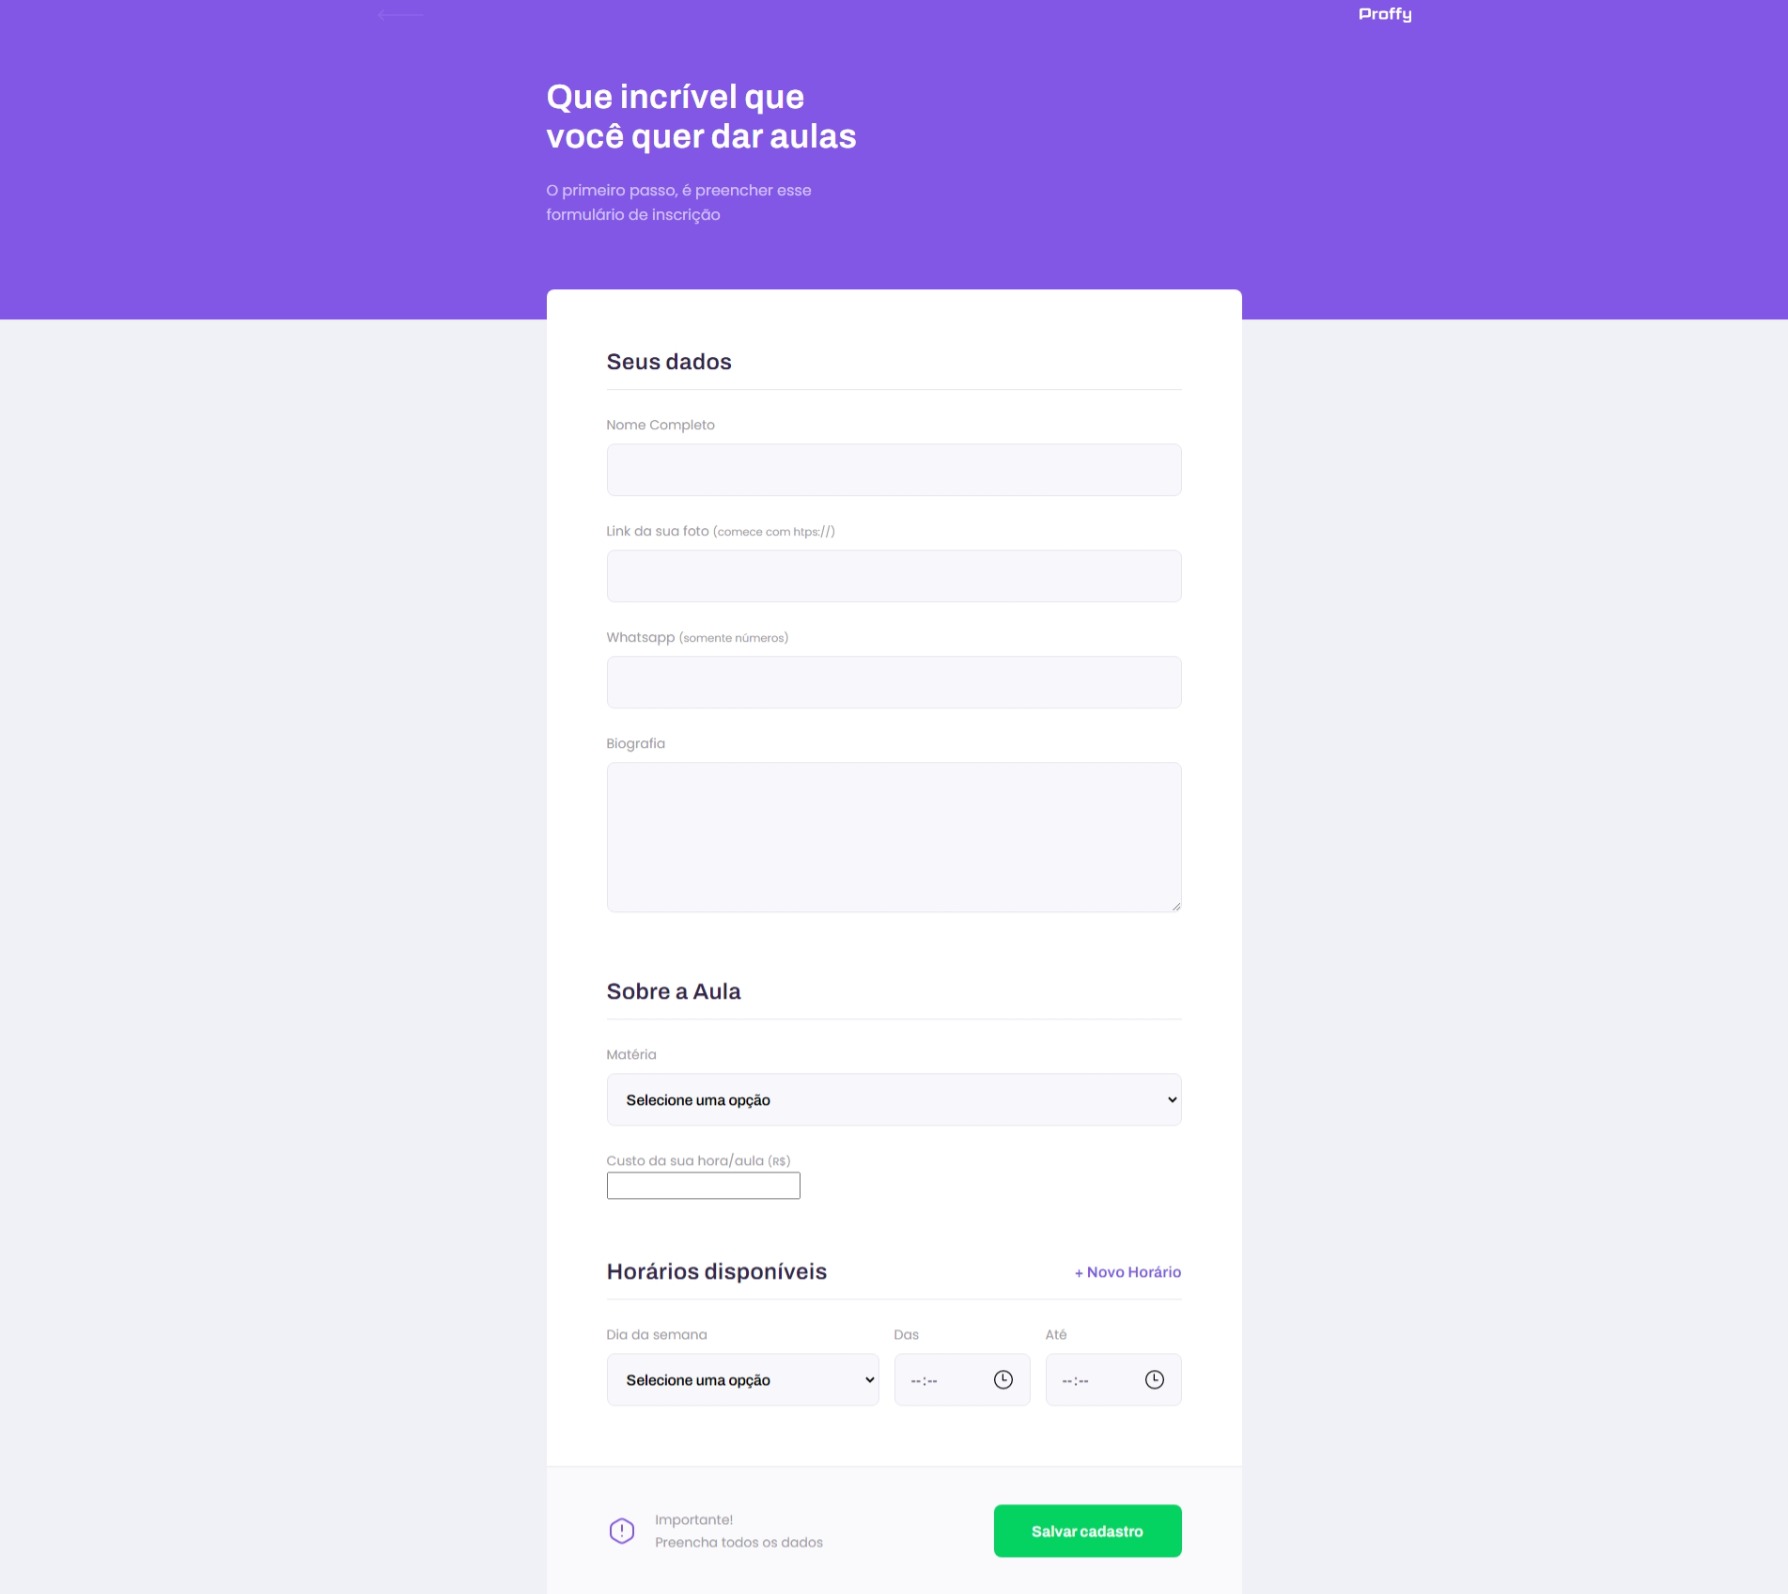 Proffy
Que incrível que
você quer dar aulas
O primeiro passo, é preencher esse
formulário de inscrição
Seus dados
Nome Completo
Link da sua foto (comece com htps://)
Whatsapp (somente números)
Biografia
Sobre a Aula
Matéria
Selecione uma opção
Custo da sua hora/aula (R$)
Horários disponíveis + Novo Horário
Dia da semana Das Até
Selecione uma opção --:-- --:--
Importante!
Preencha todos os dados
Salvar cadastro